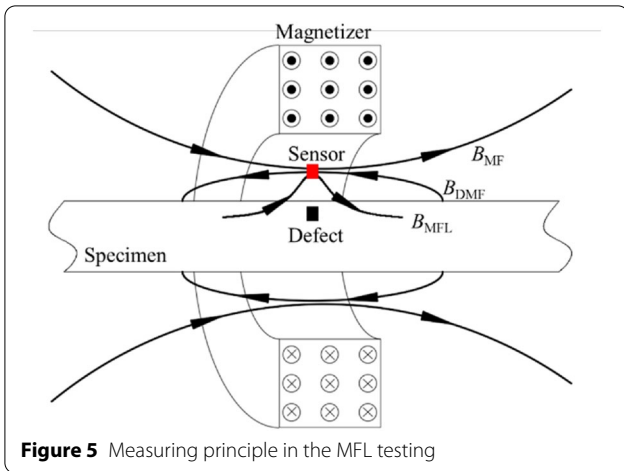 Magnetizer
Sensor
B_MF
B_DMF
B_MFL
Defect
Specimen
Figure 5 Measuring principle in the MFL testing